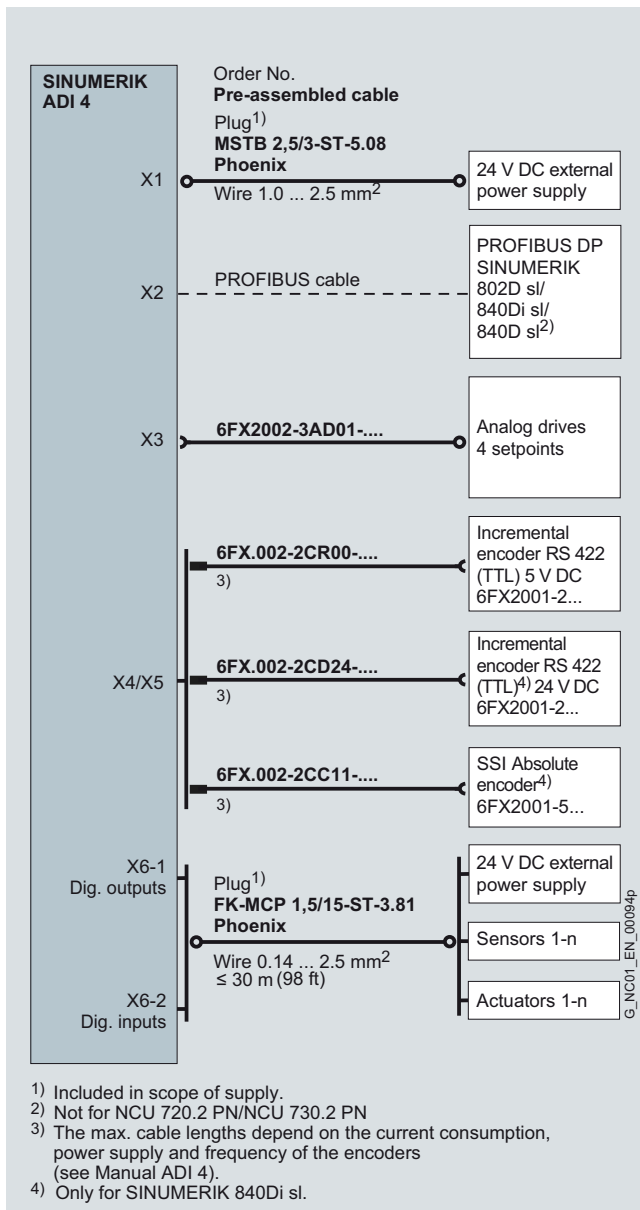 SINUMERIK
ADI 4
Order No.
Pre-assembled cable
Plug1)
MSTB 2,5/3-ST-5.08
Phoenix
X1
Wire 1.0 ... 2.5 mm2
24 V DC external
power supply
X2
PROFIBUS cable
PROFIBUS DP
SINUMERIK
802D sl/
840Di sl/
840D sl2)
X3
6FX2002-3AD01-....
Analog drives
4 setpoints
X4/X5
6FX.002-2CR00-....
3)
Incremental
encoder RS 422
(TTL) 5 V DC
6FX2001-2...
6FX.002-2CD24-....
3)
Incremental
encoder RS 422
(TTL)4) 24 V DC
6FX2001-2...
6FX.002-2CC11-....
3)
SSI Absolute
encoder4)
6FX2001-5...
X6-1
Dig. outputs
X6-2
Dig. inputs
Plug1)
FK-MCP 1,5/15-ST-3.81
Phoenix
Wire 0.14 ... 2.5 mm2
≤ 30 m (98 ft)
24 V DC external
power supply
Sensors 1-n
Actuators 1-n
G_NC01_EN_00094p
1) Included in scope of supply.
2) Not for NCU 720.2 PN/NCU 730.2 PN
3) The max. cable lengths depend on the current consumption,
power supply and frequency of the encoders
(see Manual ADI 4).
4) Only for SINUMERIK 840Di sl.